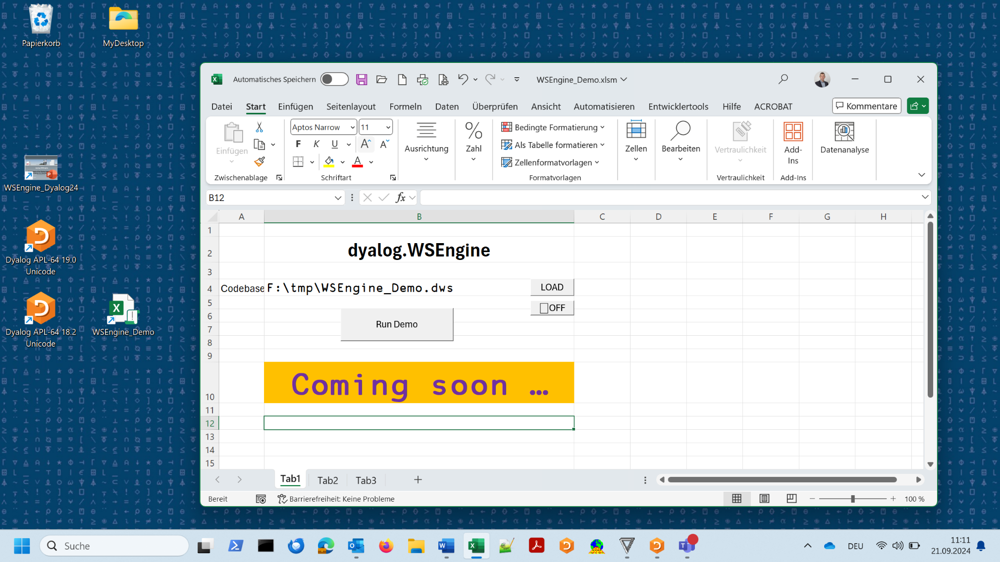 Papierkorb
MyDesktop
WSEngine_Dyalog24
Dyalog APL-64 19.0
Unicode
Dyalog APL-64 18.2
Unicode
WSEngine_Demo
Automatisches Speichern
WSEngine_Demo.xlsm
Datei Start Einfügen Seitenlayout Formeln Daten Überprüfen Ansicht Automatisieren Entwicklertools Hilfe ACROBAT Kommentare
Einfügen
Aptos Narrow 11
F K U A A
A
Ausrichtung
Zahl
Bedingte Formatierung
Als Tabelle formatieren
Zellenformatvorlagen
Zellen
Bearbeiten
Vertraulichkeit
Add-
Ins
Datenanalyse
Zwischenablage Schriftart Formatvorlagen Vertraulichkeit Add-Ins
B12 fx
A B C D E F G H
1
2 dyalog.WSEngine
3
4 Codebase F:\tmp\WSEngine_Demo.dws LOAD
5 ⎕OFF
6
7 Run Demo
8
9
10 Coming soon …
11
12
13
14
15
Tab1 Tab2 Tab3
Bereit Barrierefreiheit: Keine Probleme 100 %
Suche
DEU
11:11
21.09.2024